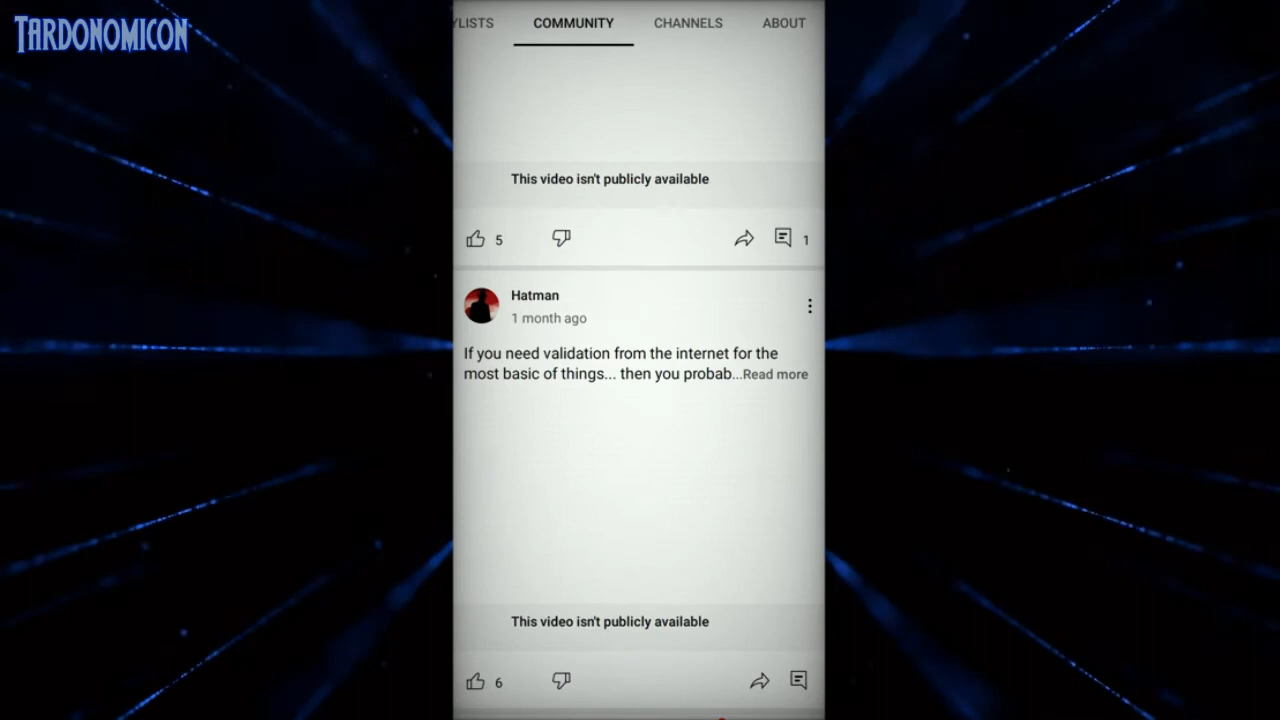 TARDONOMICON
YLISTS COMMUNITY CHANNELS ABOUT
This video isn't publicly available
5 1
Hatman
1 month ago
If you need validation from the internet for the
most basic of things... then you probab...Read more
This video isn't publicly available
6